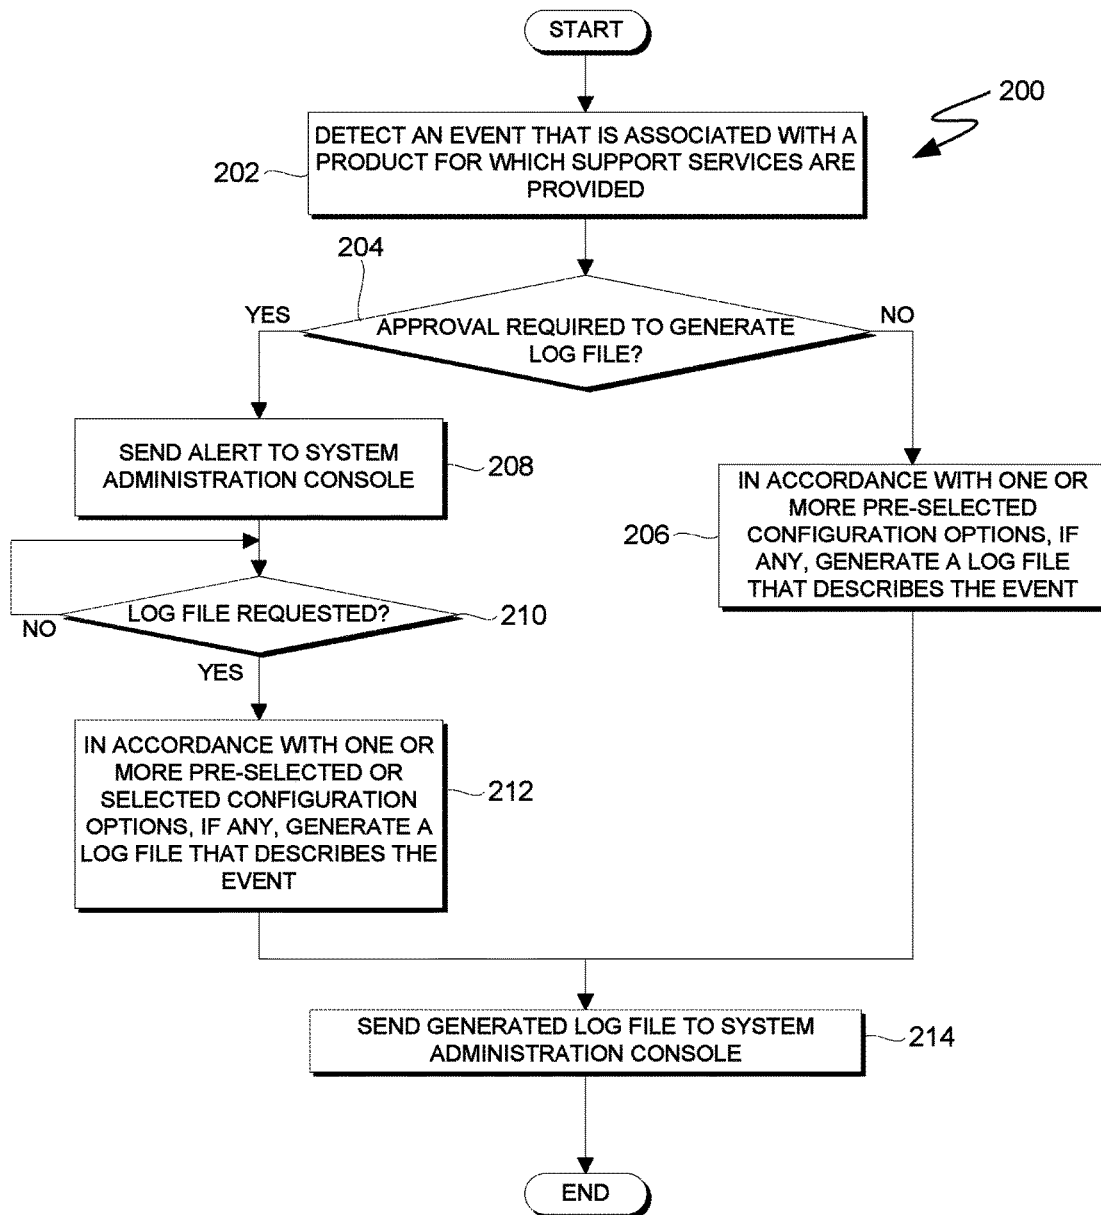 START
200
DETECT AN EVENT THAT IS ASSOCIATED WITH A
PRODUCT FOR WHICH SUPPORT SERVICES ARE
PROVIDED
202
204
YES
NO
APPROVAL REQUIRED TO GENERATE
LOG FILE?
SEND ALERT TO SYSTEM
ADMINISTRATION CONSOLE
208
IN ACCORDANCE WITH ONE OR
MORE PRE-SELECTED
CONFIGURATION OPTIONS, IF
ANY, GENERATE A LOG FILE
THAT DESCRIBES THE EVENT
206
LOG FILE REQUESTED?
210
NO
YES
IN ACCORDANCE WITH ONE OR
MORE PRE-SELECTED OR
SELECTED CONFIGURATION
OPTIONS, IF ANY, GENERATE A
LOG FILE THAT DESCRIBES THE
EVENT
212
SEND GENERATED LOG FILE TO SYSTEM
ADMINISTRATION CONSOLE
214
END